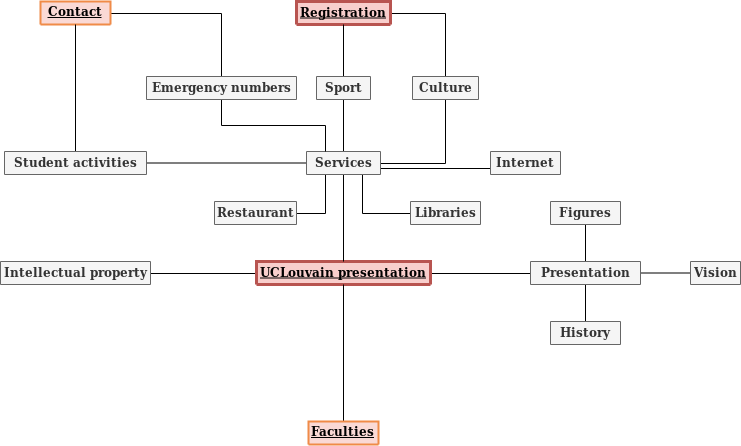 Contact
Registration
Emergency numbers
Sport
Culture
Student activities
Services
Internet
Restaurant
Libraries
Figures
Intellectual property
UCLouvain presentation
Presentation
Vision
History
Faculties